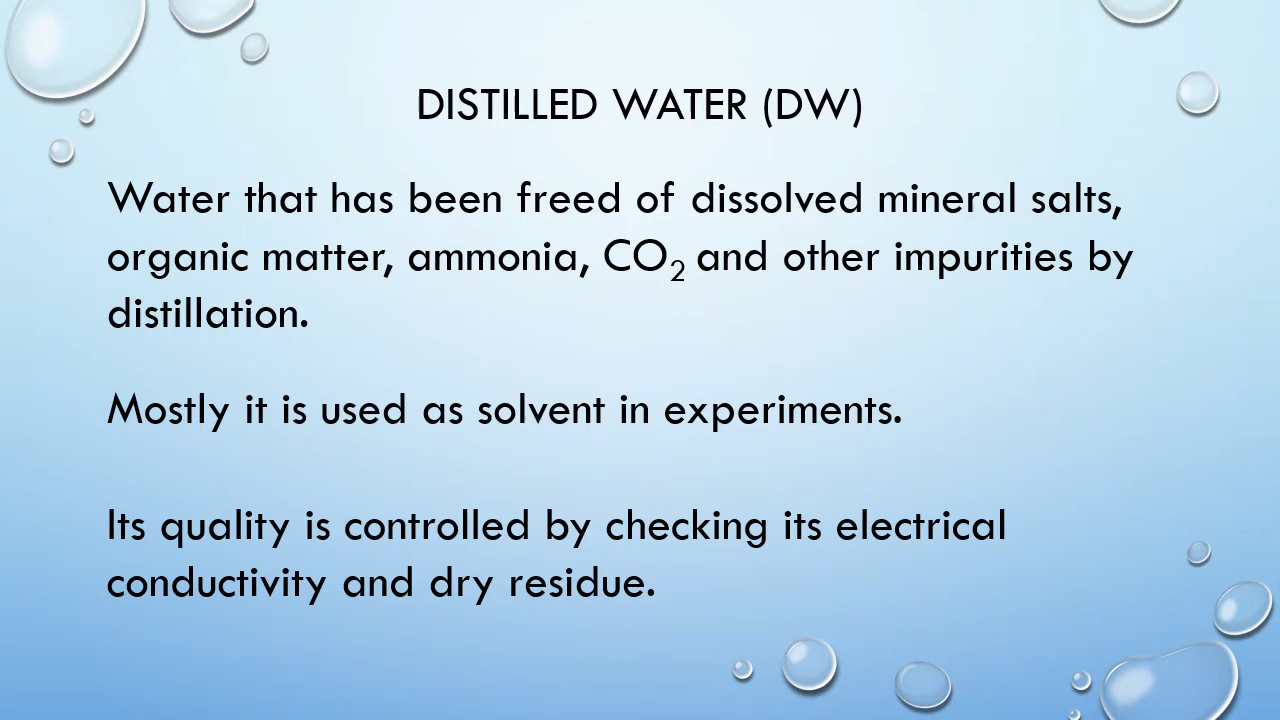 DISTILLED WATER (DW)
Water that has been freed of dissolved mineral salts,
organic matter, ammonia, CO₂ and other impurities by
distillation.
Mostly it is used as solvent in experiments.
Its quality is controlled by checking its electrical
conductivity and dry residue.